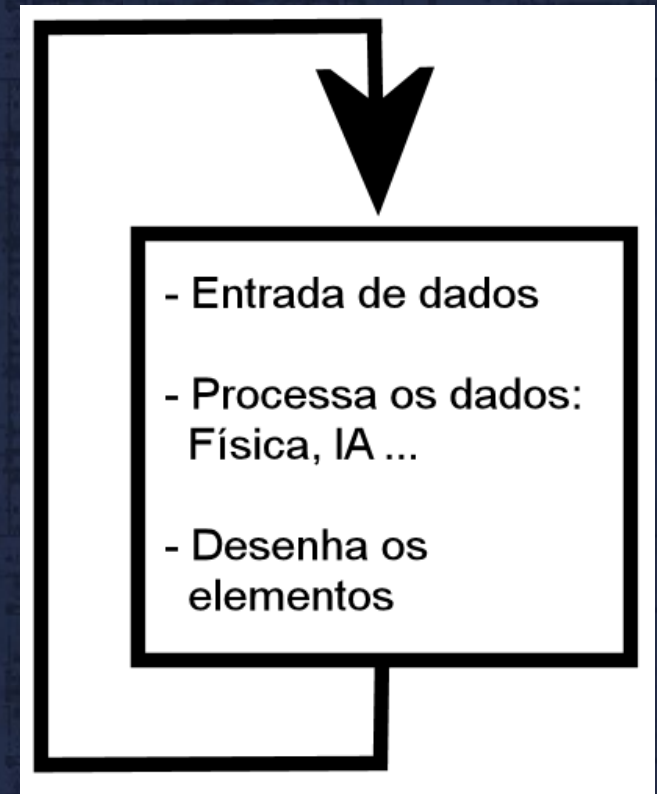 - Entrada de dados
- Processa os dados:
Física, IA ...
- Desenha os
elementos